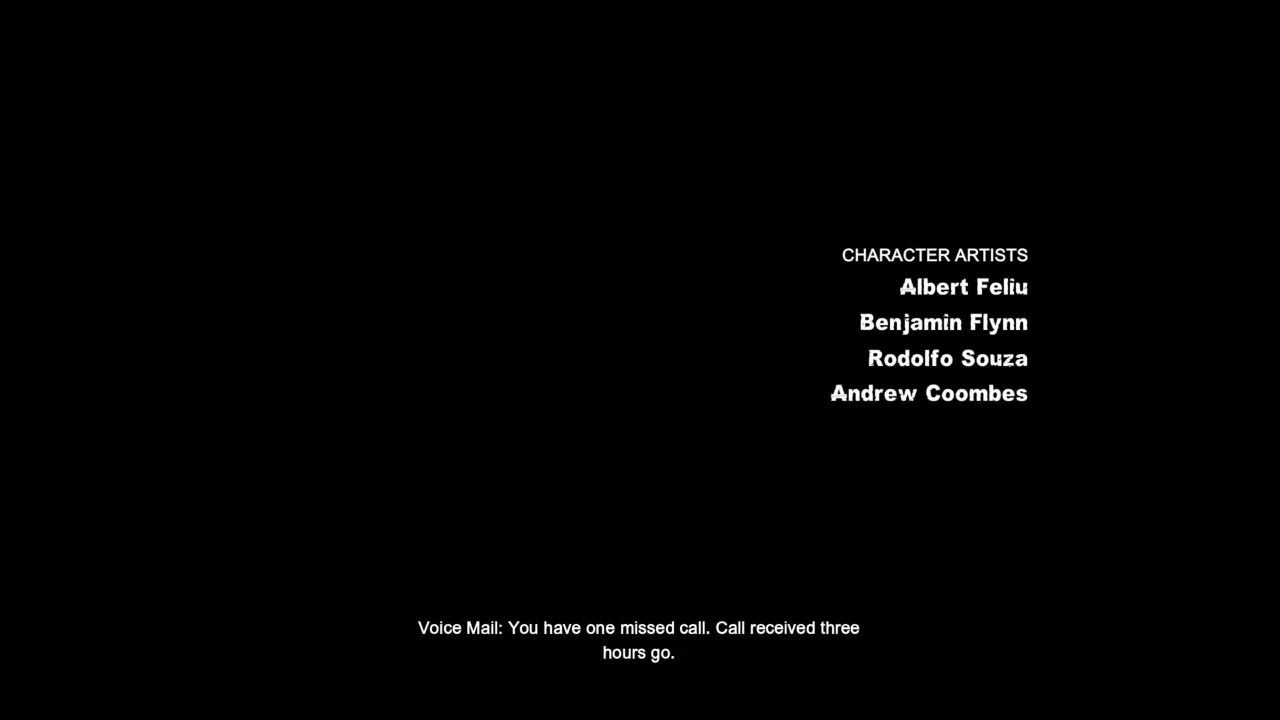 CHARACTER ARTISTS
Albert Feliu
Benjamin Flynn
Rodolfo Souza
Andrew Coombes
Voice Mail: You have one missed call. Call received three
hours go.